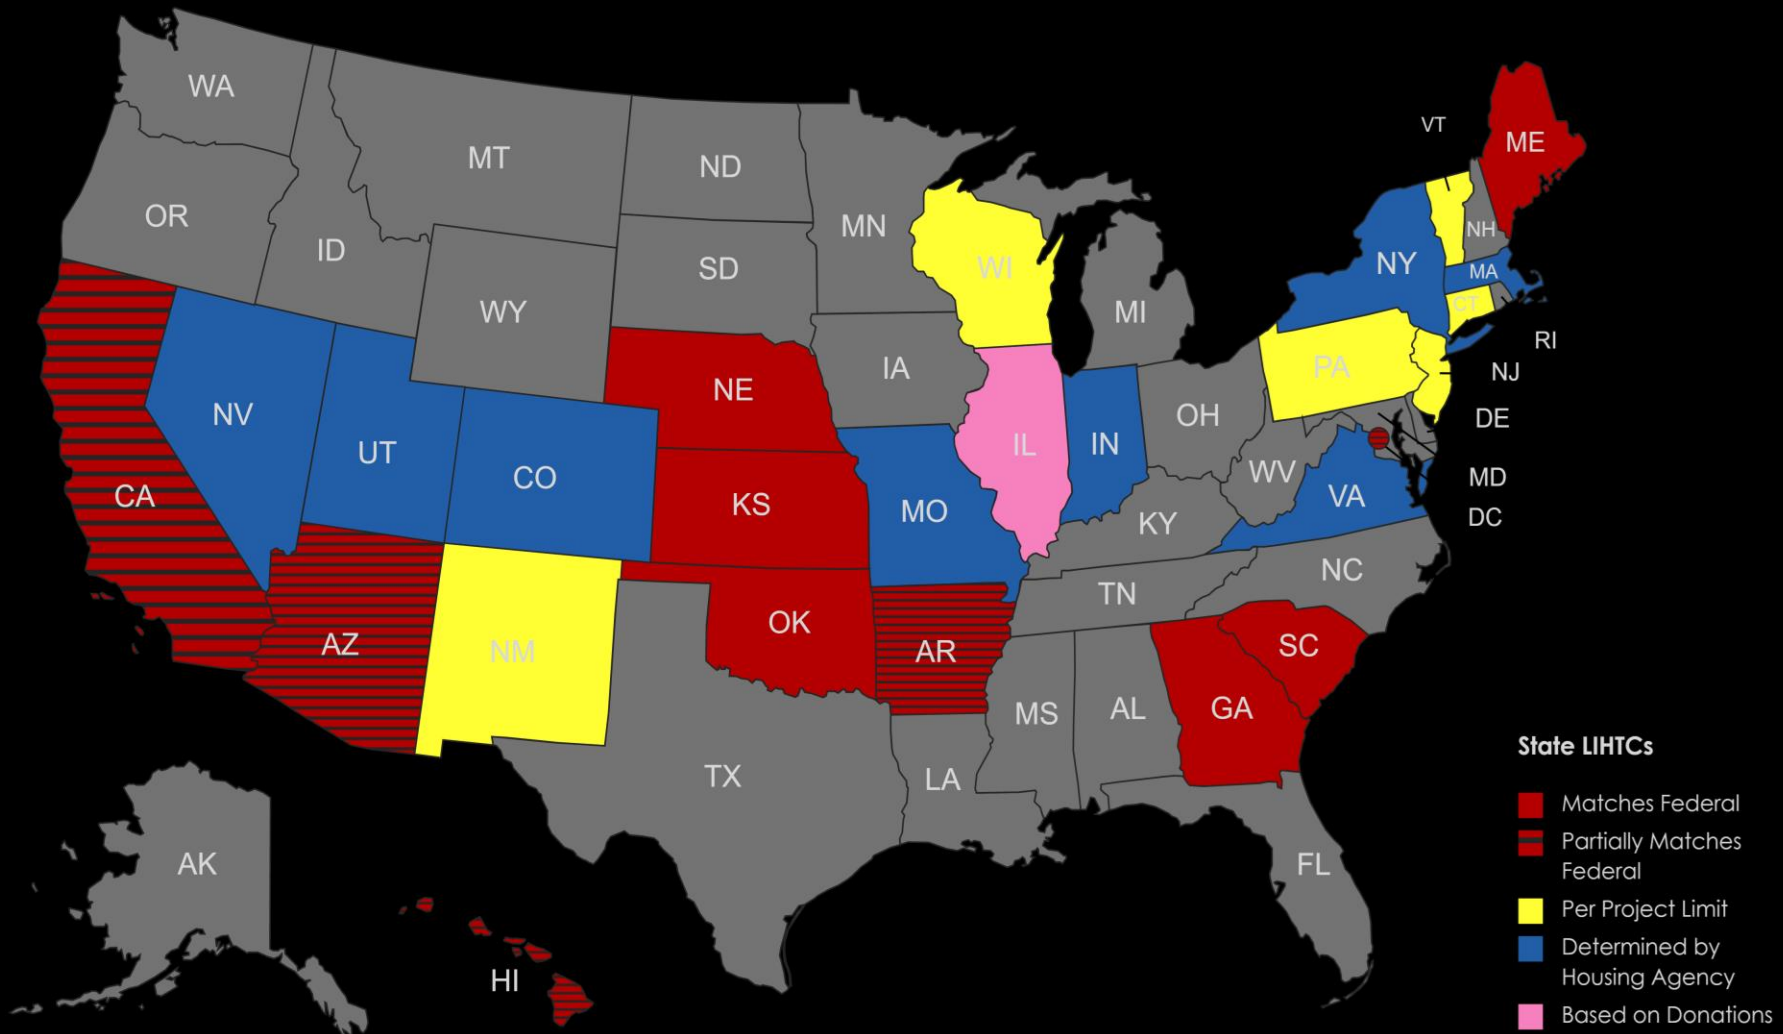 WA
MT
ND
MN
OR
ID
SD
WY
WI
MI
VT
ME
NH
NY
MA
CT
RI
NJ
PA
DE
IA
NE
NV
UT
CO
CA
KS
MO
IL
IN
OH
WV
VA
MD
DC
KY
NC
TN
AZ
NM
OK
AR
SC
GA
MS
AL
TX
LA
FL
AK
HI
State LIHTCs
Matches Federal
Partially Matches
Federal
Per Project Limit
Determined by
Housing Agency
Based on Donations